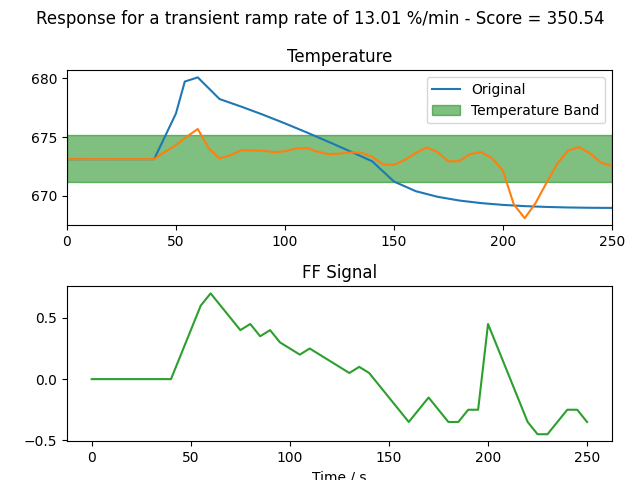 Response for a transient ramp rate of 13.01 %/min - Score = 350.54
Temperature
680
675
670
Original
Temperature Band
0 50 100 150 200 250
FF Signal
0.5
0.0
−0.5
0 50 100 150 200 250
Time / s